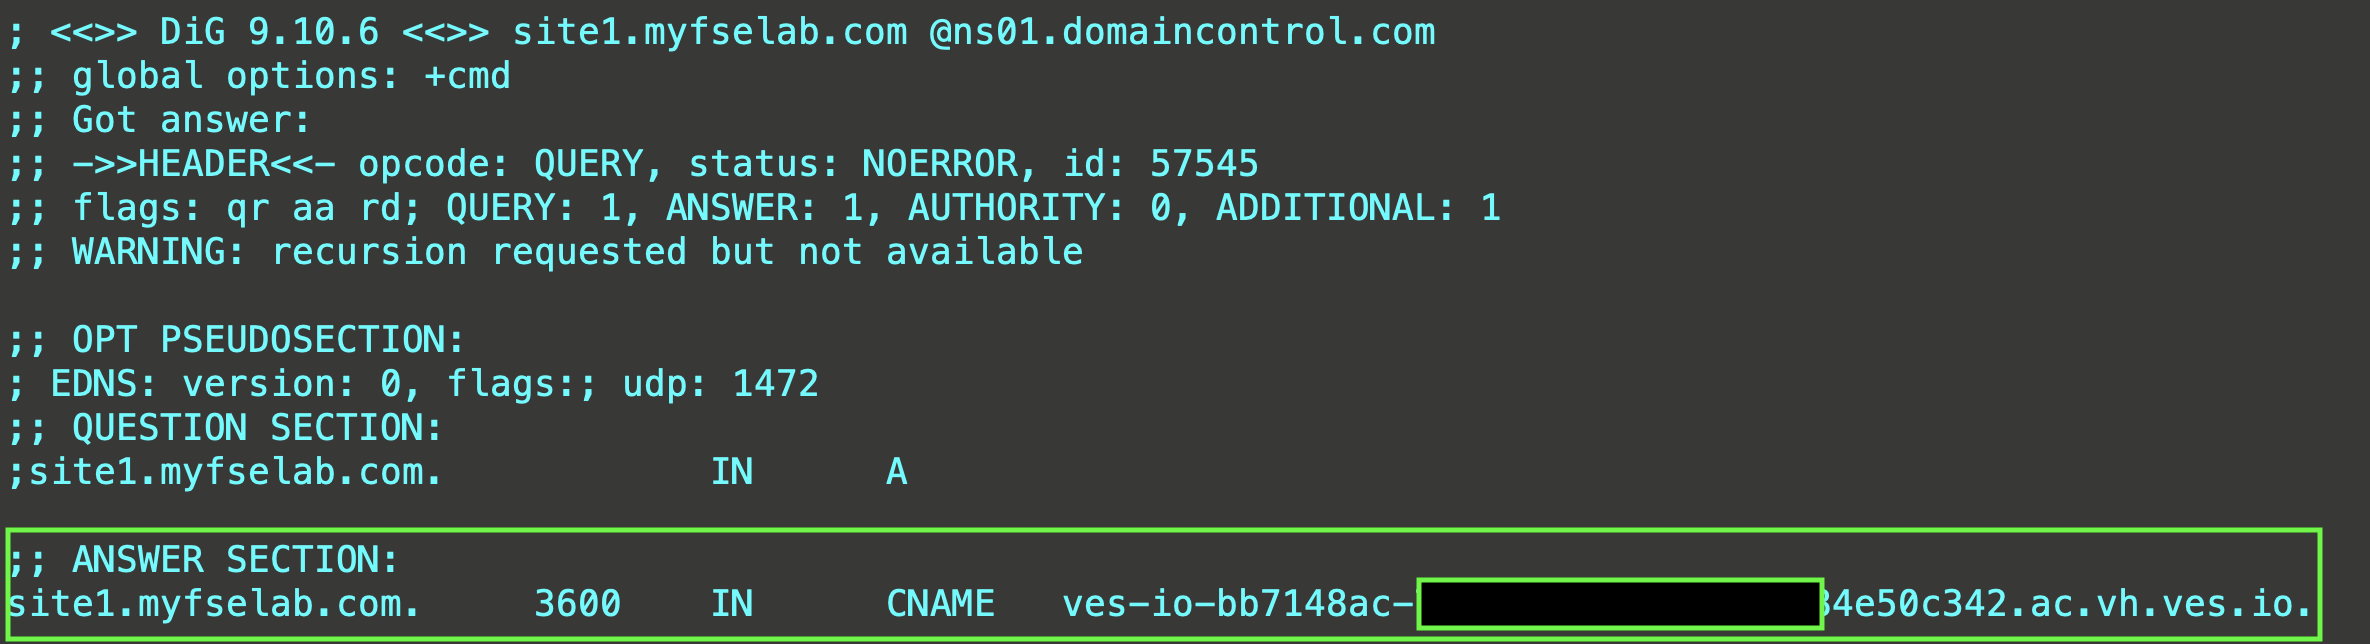 ; <<>> DiG 9.10.6 <<>> site1.myfselab.com @ns01.domaincontrol.com
;; global options: +cmd
;; Got answer:
;; ->>HEADER<<- opcode: QUERY, status: NOERROR, id: 57545
;; flags: qr aa rd; QUERY: 1, ANSWER: 1, AUTHORITY: 0, ADDITIONAL: 1
;; WARNING: recursion requested but not available
;; OPT PSEUDOSECTION:
; EDNS: version: 0, flags:; udp: 1472
;; QUESTION SECTION:
;site1.myfselab.com. IN A
;; ANSWER SECTION:
site1.myfselab.com. 3600 IN CNAME ves-io-bb7148ac- 4e50c342.ac.vh.ves.io.